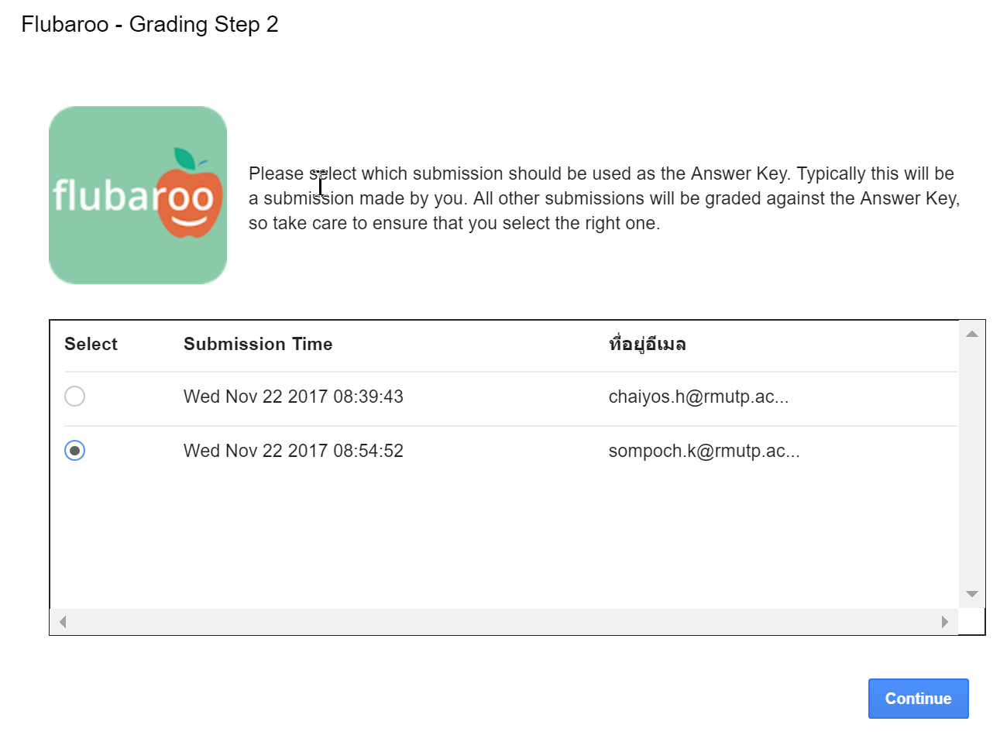 Flubaroo - Grading Step 2
flubaroo
Please select which submission should be used as the Answer Key. Typically this will be
a submission made by you. All other submissions will be graded against the Answer Key,
so take care to ensure that you select the right one.
Select Submission Time ที่อยู่อีเมล
Wed Nov 22 2017 08:39:43 chaiyos.h@rmutp.ac...
Wed Nov 22 2017 08:54:52 sompoch.k@rmutp.ac...
Continue